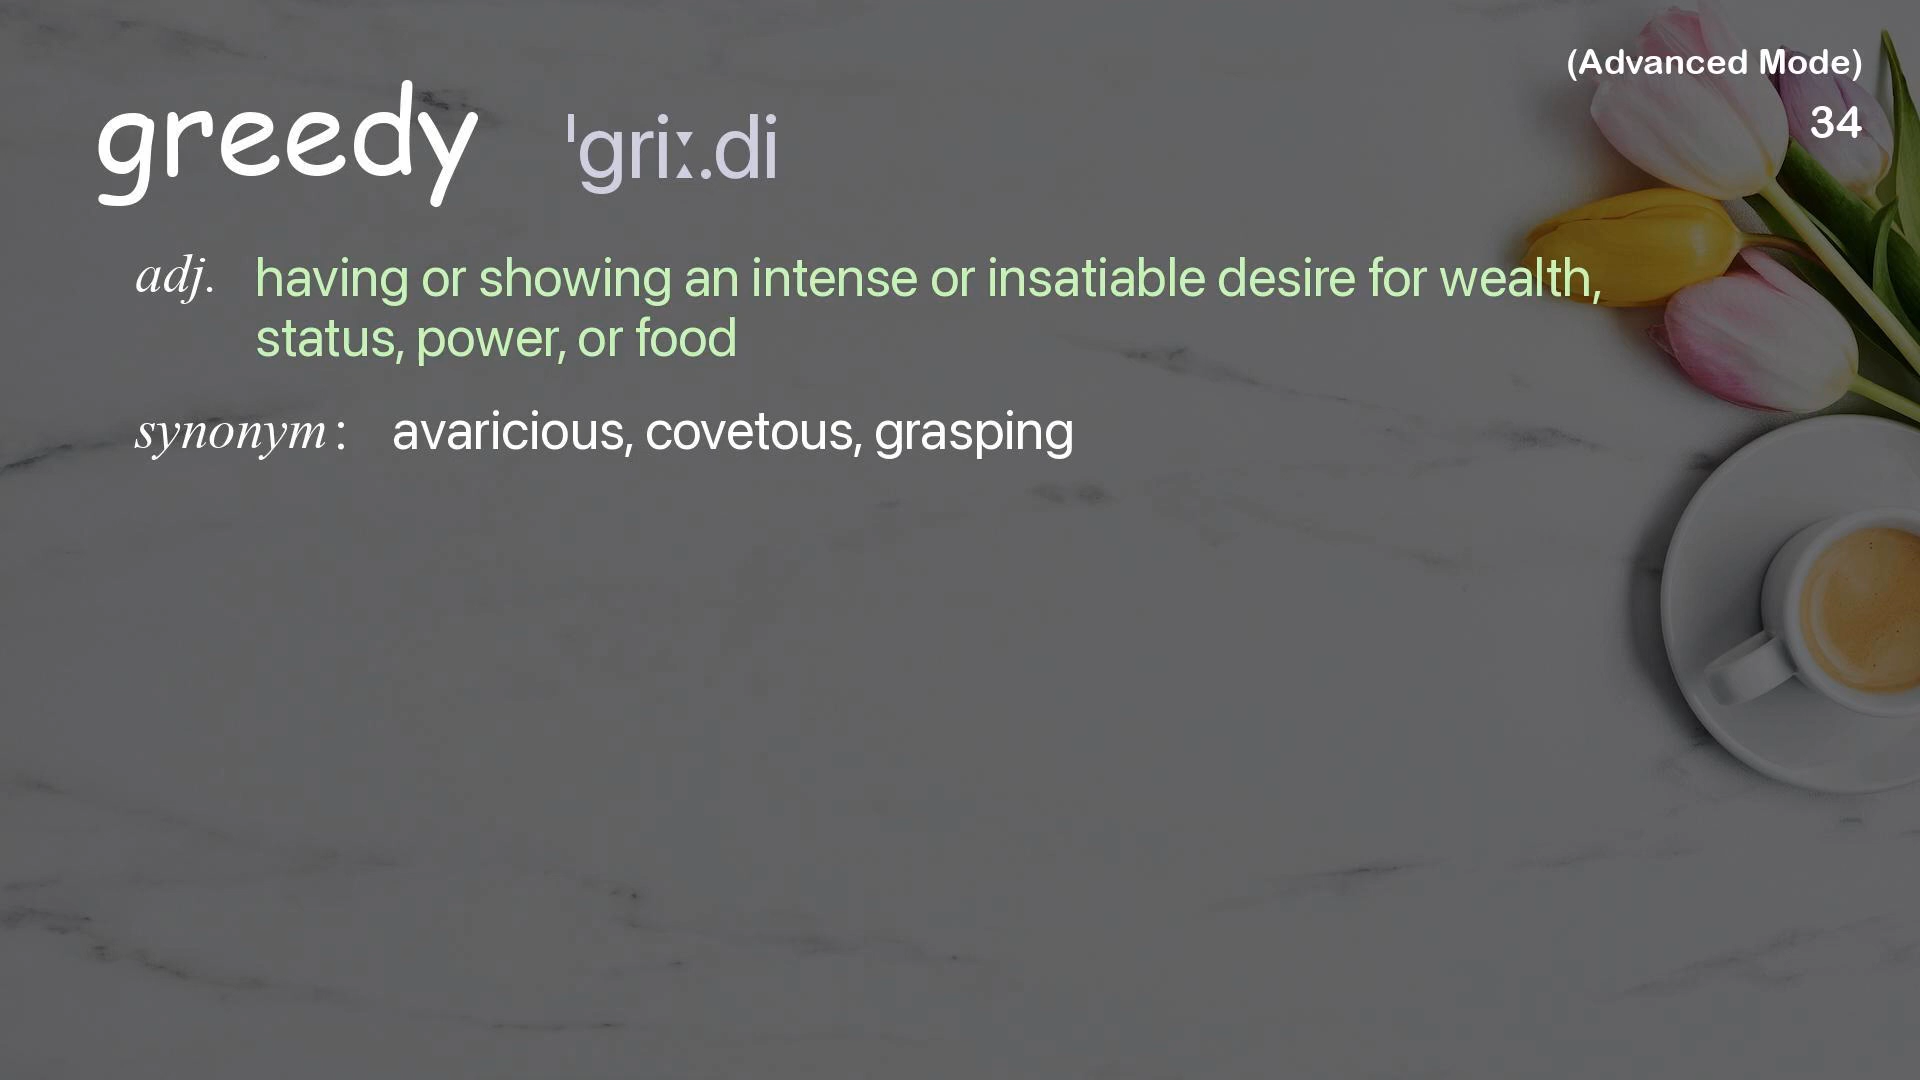 (Advanced Mode)
34
greedy ˈɡriː.di
adj. having or showing an intense or insatiable desire for wealth,
status, power, or food
synonym: avaricious, covetous, grasping